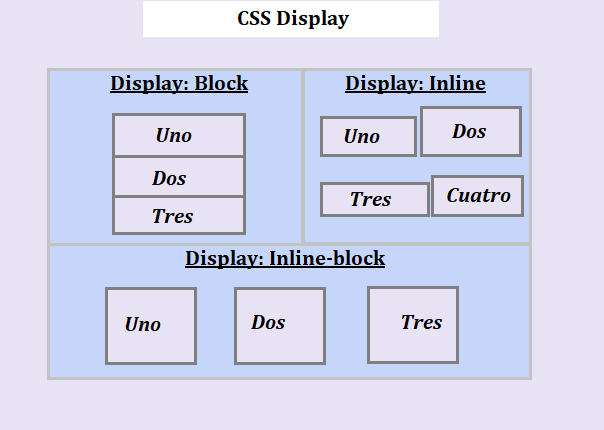 CSS Display
Display: Block
Uno
Dos
Tres
Display: Inline
Uno
Dos
Tres
Cuatro
Display: Inline-block
Uno
Dos
Tres